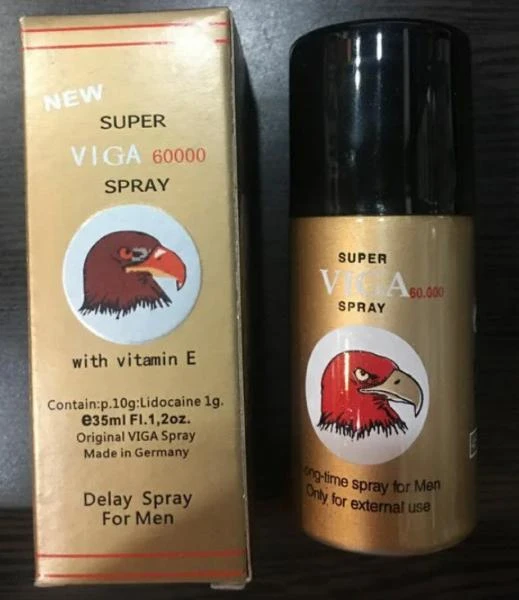 NEW
SUPER
VIGA 60000
SPRAY
with vitamin E
Contain:p.10g:Lidocaine 1g.
℮35ml Fl.1,2oz.
Original VIGA Spray
Made in Germany
Delay Spray
For Men
SUPER
VIGA 60.000
SPRAY
ong-time spray for Men
Only for external use